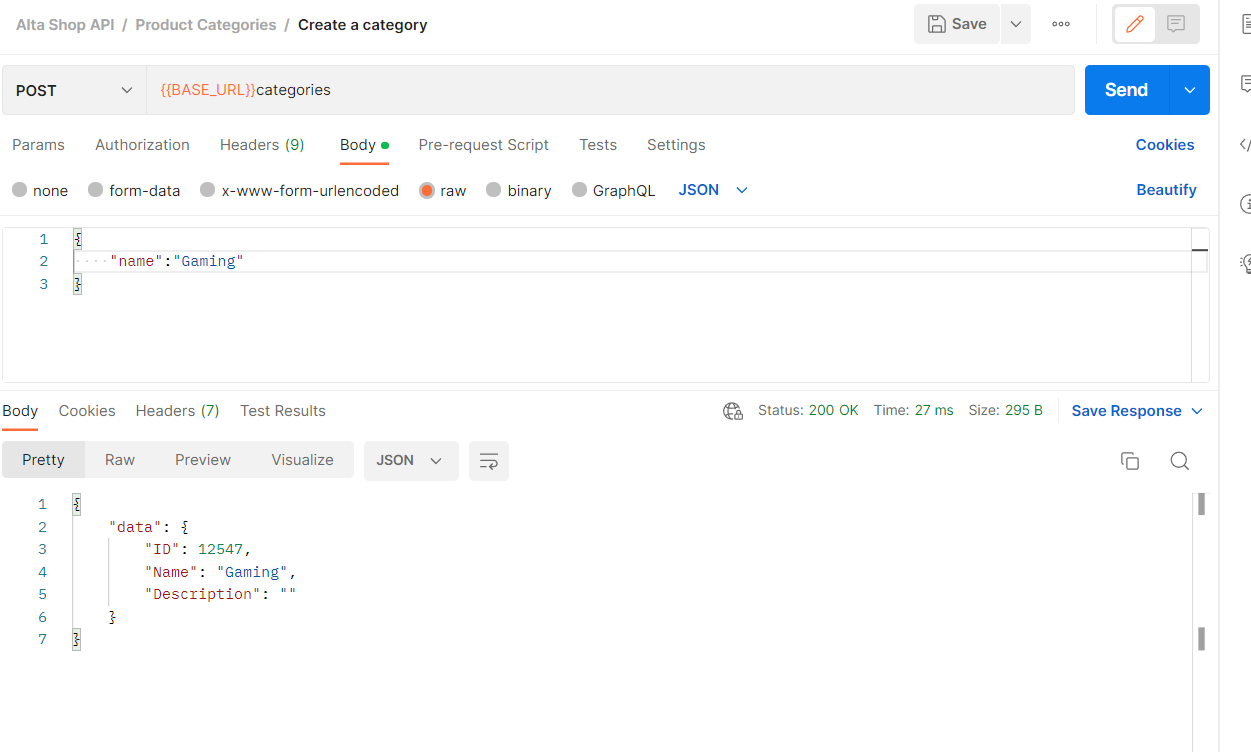 Alta Shop API / Product Categories / Create a category
Save
POST
{{BASE_URL}}categories
Send
Params Authorization Headers (9) Body Pre-request Script Tests Settings Cookies
none form-data x-www-form-urlencoded raw binary GraphQL JSON Beautify
1 {
2 ····"name":"Gaming"
3 }
Body Cookies Headers (7) Test Results Status: 200 OK Time: 27 ms Size: 295 B Save Response
Pretty Raw Preview Visualize JSON
1 {
2 "data": {
3 "ID": 12547,
4 "Name": "Gaming",
5 "Description": ""
6 }
7 }